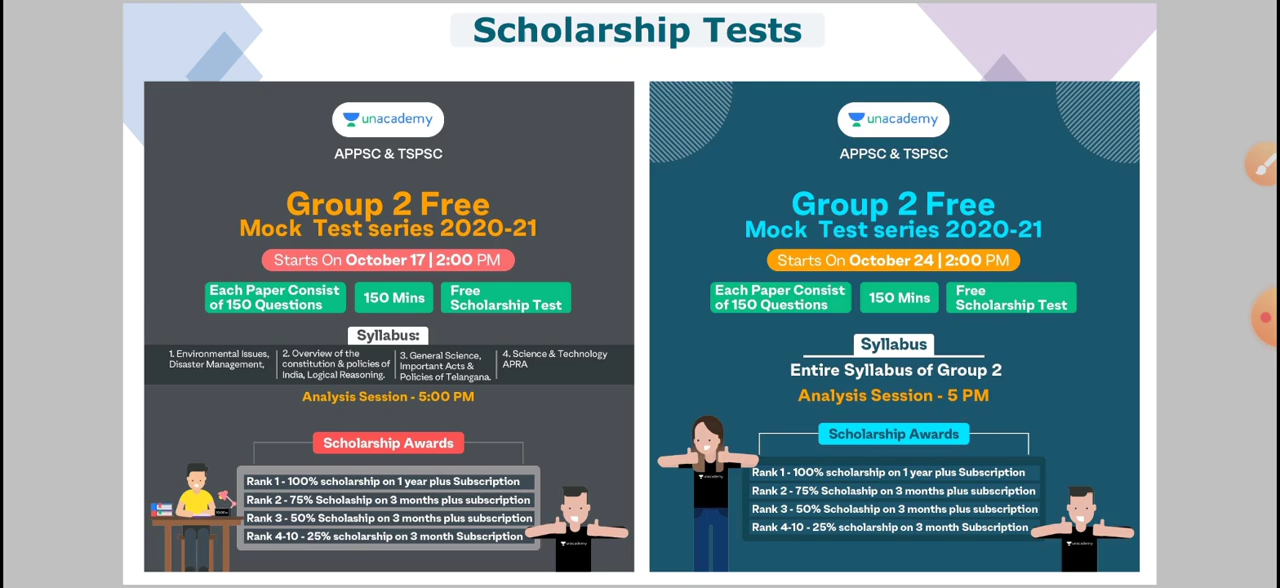 Scholarship Tests
unacademy
APPSC & TSPSC
Group 2 Free
Mock Test series 2020-21
Starts On October 17 | 2:00 PM
Each Paper Consist
of 150 Questions
150 Mins
Free
Scholarship Test
Syllabus:
1. Environmental Issues,
Disaster Management,
2. Overview of the
constitution & policies of
India, Logical Reasoning.
3. General Science,
Important Acts &
Policies of Telangana.
4. Science & Technology
APRA
Analysis Session - 5:00 PM
Scholarship Awards
Rank 1 - 100% scholarship on 1 year plus Subscription
Rank 2 - 75% Scholaship on 3 months plus subscription
Rank 3 - 50% Scholaship on 3 months plus subscription
Rank 4-10 - 25% scholarship on 3 month Subscription
unacademy
unacademy
APPSC & TSPSC
Group 2 Free
Mock Test series 2020-21
Starts On October 24 | 2:00 PM
Each Paper Consist
of 150 Questions
150 Mins
Free
Scholarship Test
Syllabus
Entire Syllabus of Group 2
Analysis Session - 5 PM
Scholarship Awards
Rank 1 - 100% scholarship on 1 year plus Subscription
Rank 2 - 75% Scholaship on 3 months plus subscription
Rank 3 - 50% Scholaship on 3 months plus subscription
Rank 4-10 - 25% scholarship on 3 month Subscription
unacademy
unacademy